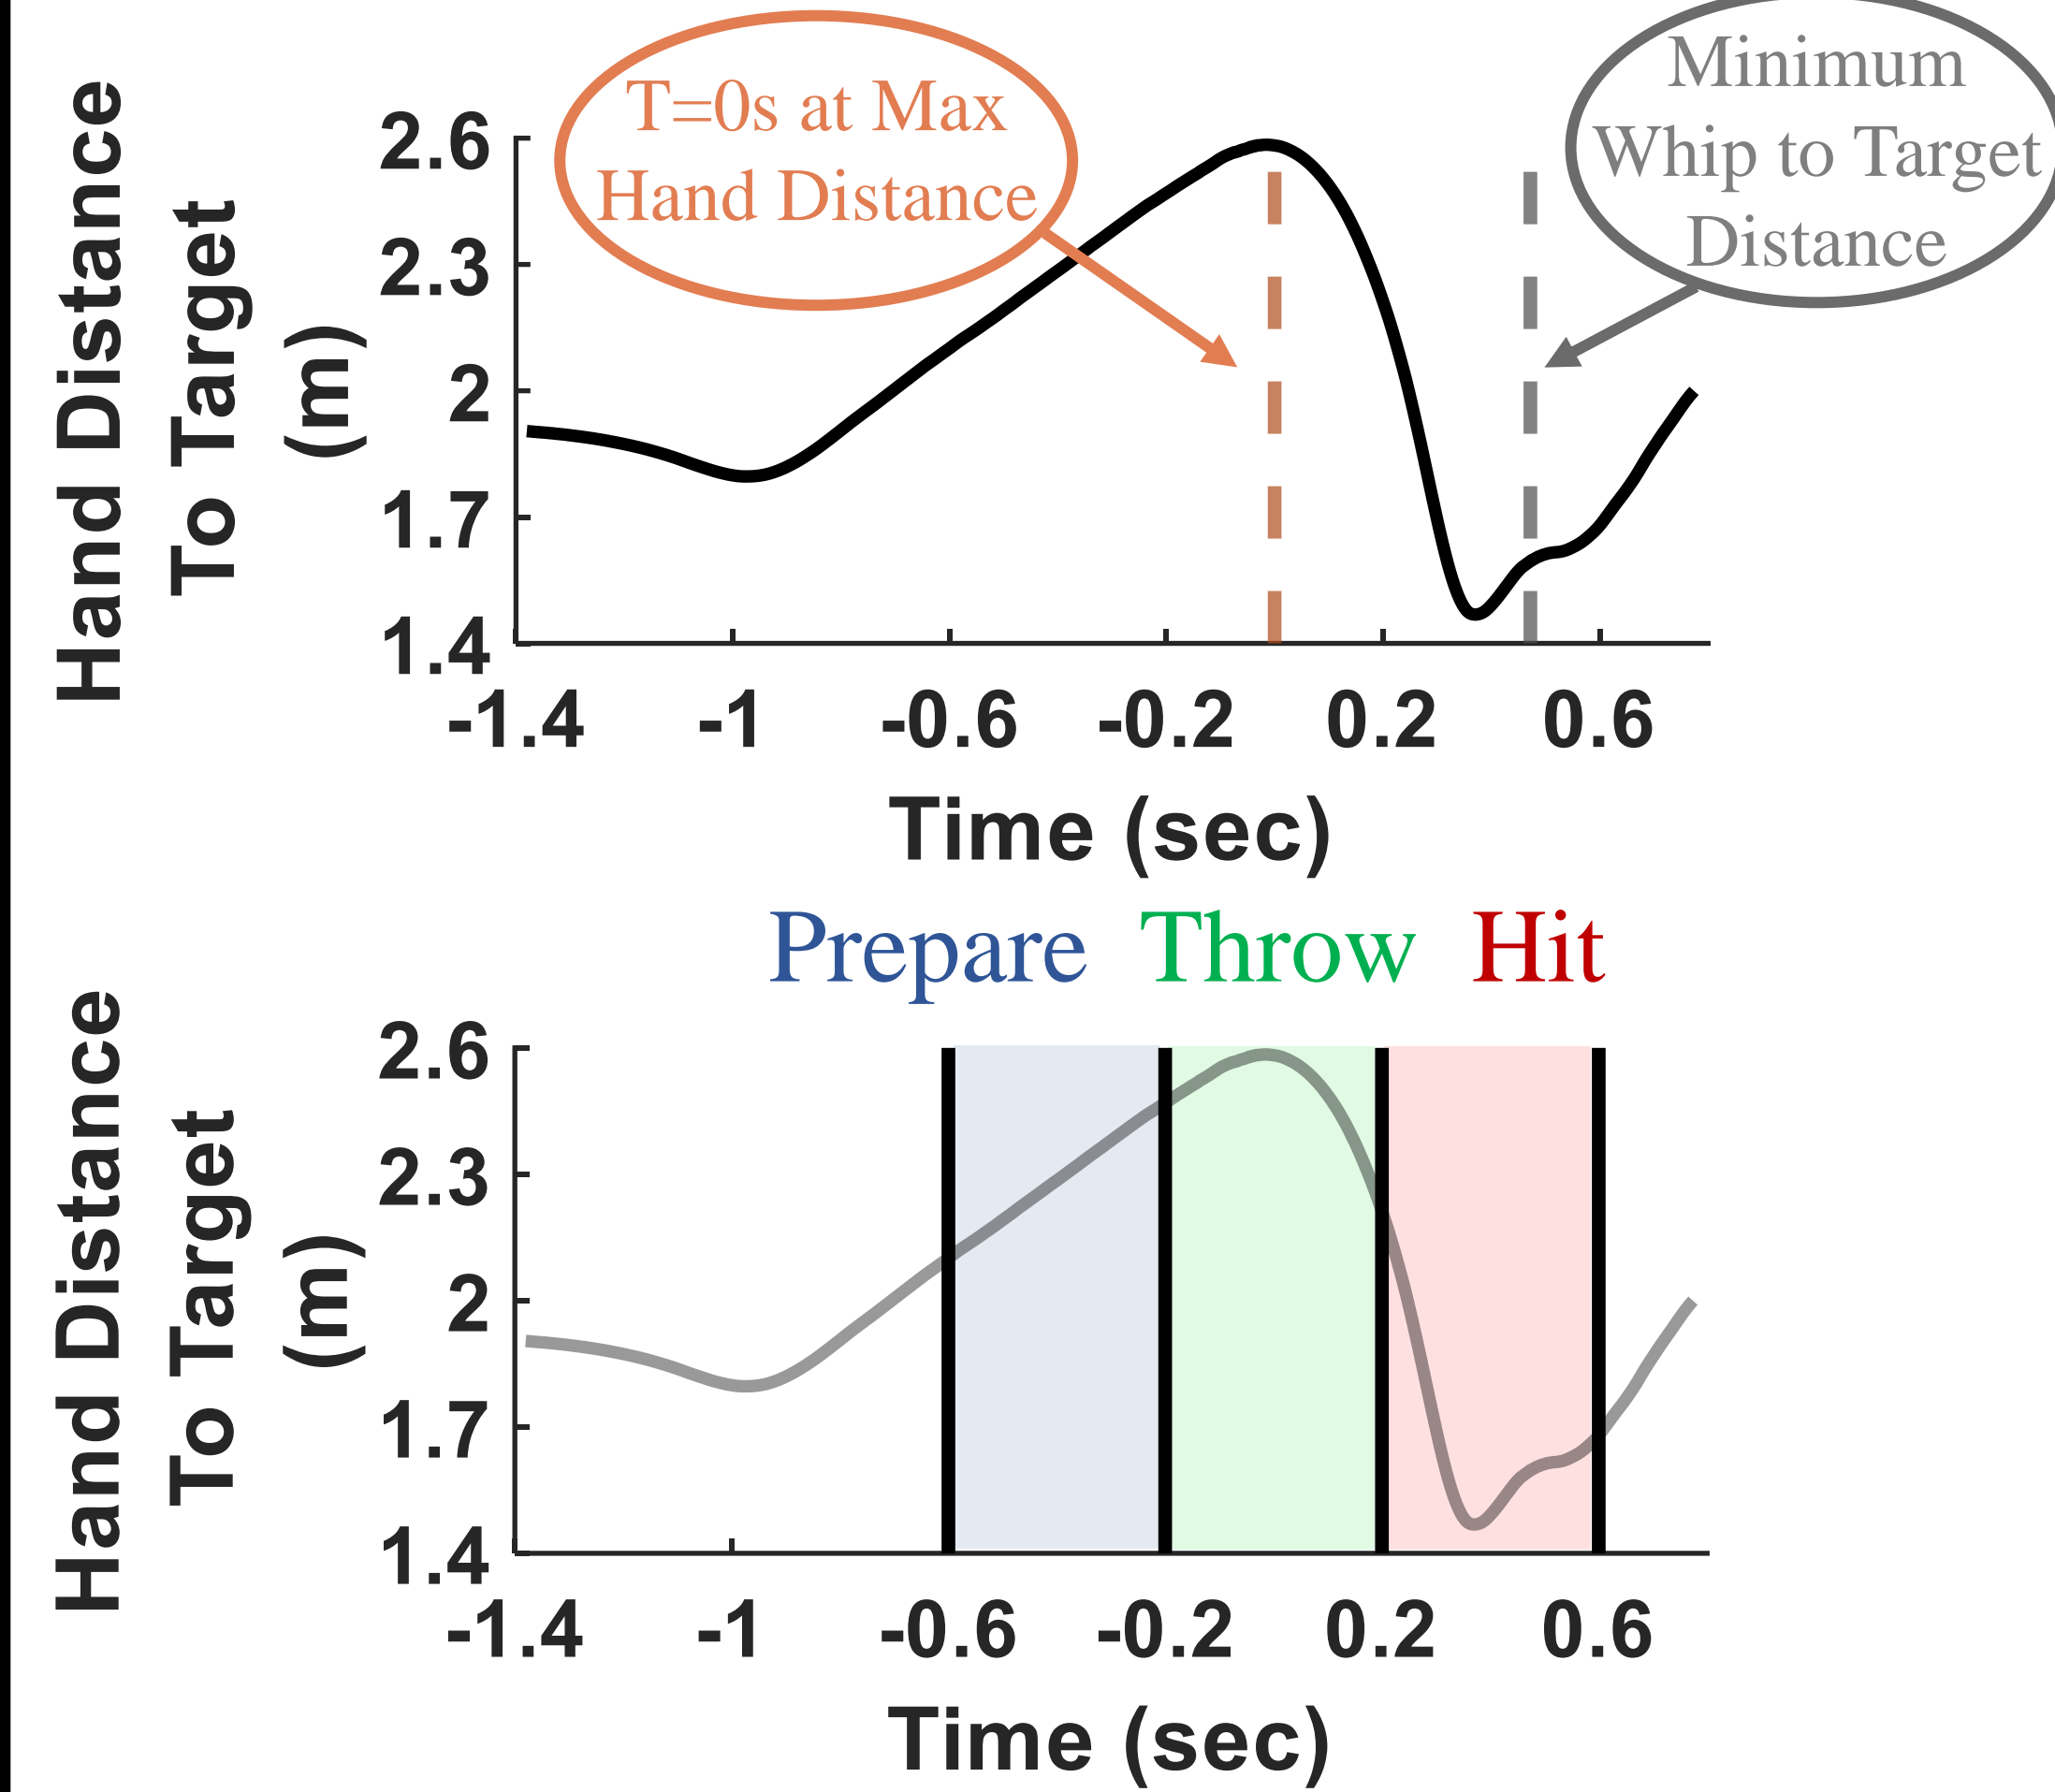 T=0s at Max
Hand Distance
Minimum
Whip to Target
Distance
Hand Distance
To Target
(m)
2.6
2.3
2
1.7
1.4
-1.4 -1 -0.6 -0.2 0.2 0.6
Time (sec)
Prepare Throw Hit
Hand Distance
To Target
(m)
2.6
2.3
2
1.7
1.4
-1.4 -1 -0.6 -0.2 0.2 0.6
Time (sec)